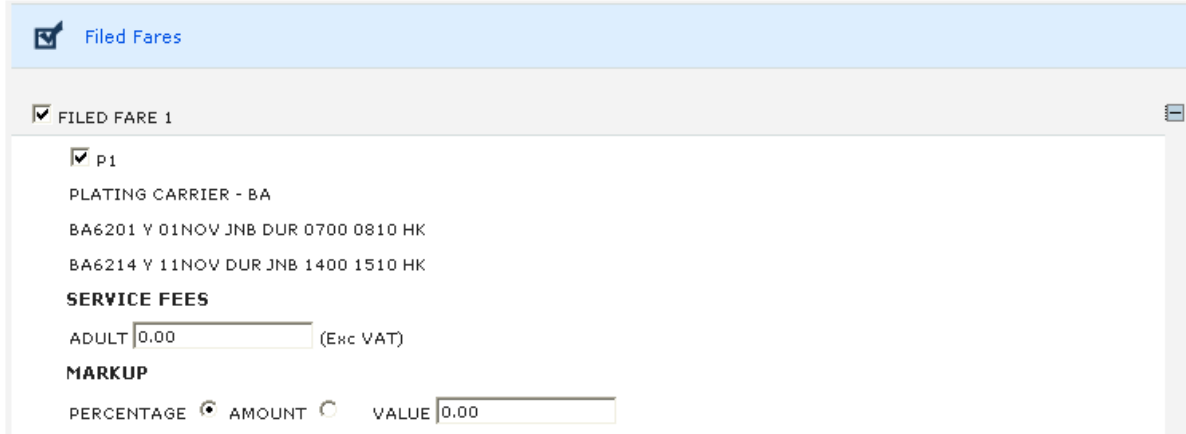 Filed Fares
FILED FARE 1
P1
PLATING CARRIER - BA
BA6201 Y 01NOV JNB DUR 0700 0810 HK
BA6214 Y 11NOV DUR JNB 1400 1510 HK
SERVICE FEES
ADULT 0.00 (Exc VAT)
MARKUP
PERCENTAGE AMOUNT VALUE 0.00